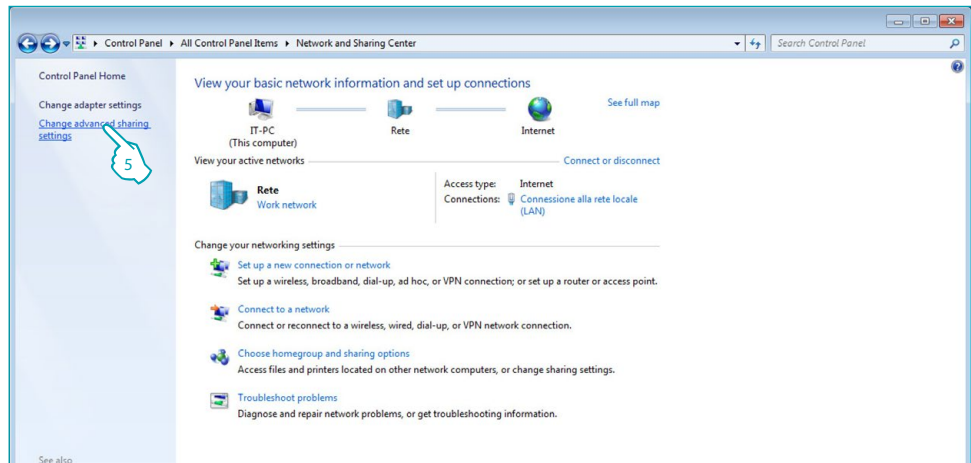 Control Panel ▸ All Control Panel Items ▸ Network and Sharing Center
Search Control Panel
Control Panel Home
Change adapter settings
Change advanced sharing
settings
5
See also
View your basic network information and set up connections
See full map
IT-PC
(This computer)
Rete
Internet
View your active networks
Connect or disconnect
Rete
Work network
Access type: Internet
Connections: Connessione alla rete locale
(LAN)
Change your networking settings
Set up a new connection or network
Set up a wireless, broadband, dial-up, ad hoc, or VPN connection; or set up a router or access point.
Connect to a network
Connect or reconnect to a wireless, wired, dial-up, or VPN network connection.
Choose homegroup and sharing options
Access files and printers located on other network computers, or change sharing settings.
Troubleshoot problems
Diagnose and repair network problems, or get troubleshooting information.